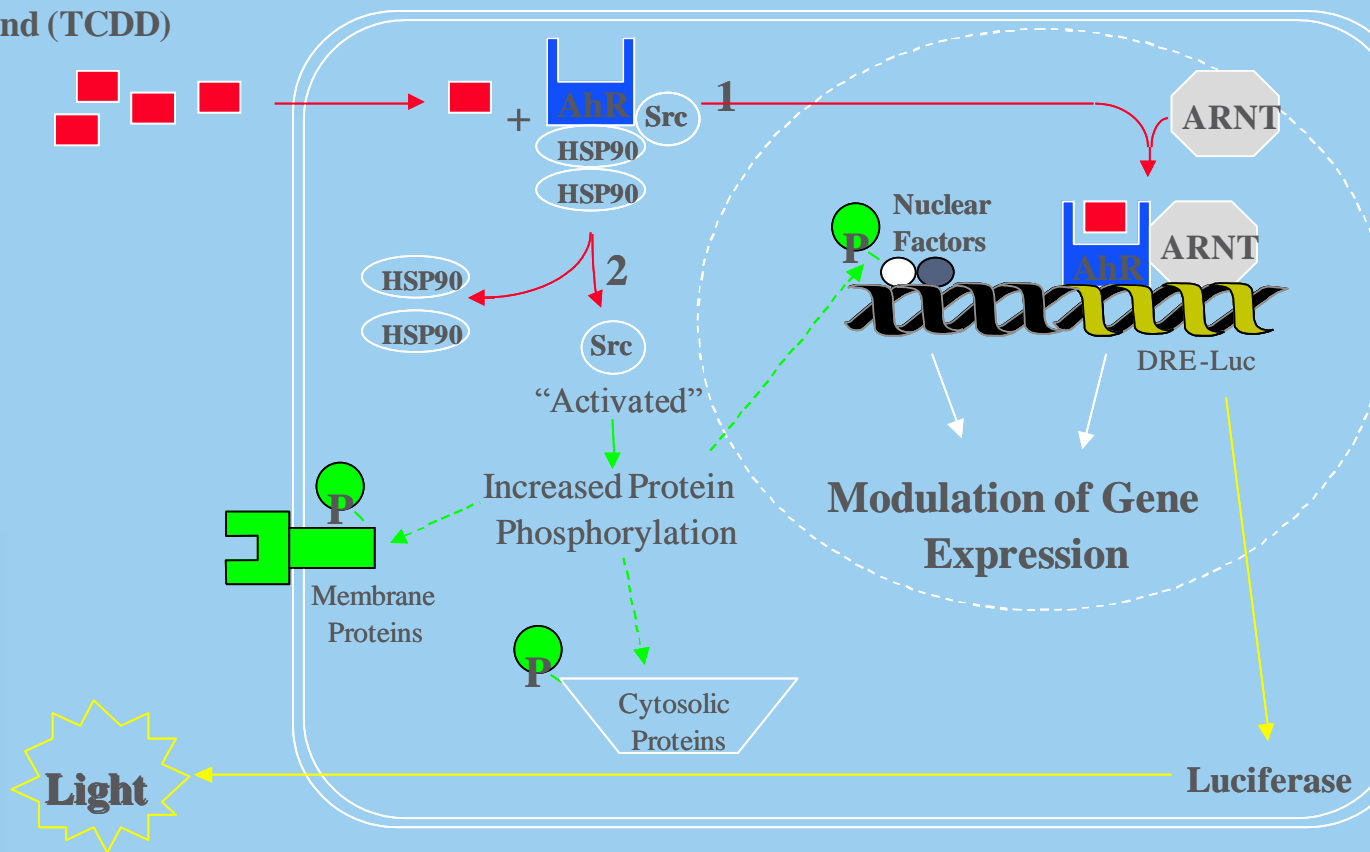 nd (TCDD)
+
AhR
Src
1
ARNT
HSP90
HSP90
Nuclear
Factors
P
ARNT
AhR
2
HSP90
HSP90
Src
DRE-Luc
“Activated”
Increased Protein
Phosphorylation
Modulation of Gene
Expression
P
Membrane
Proteins
P
Cytosolic
Proteins
Light
Luciferase